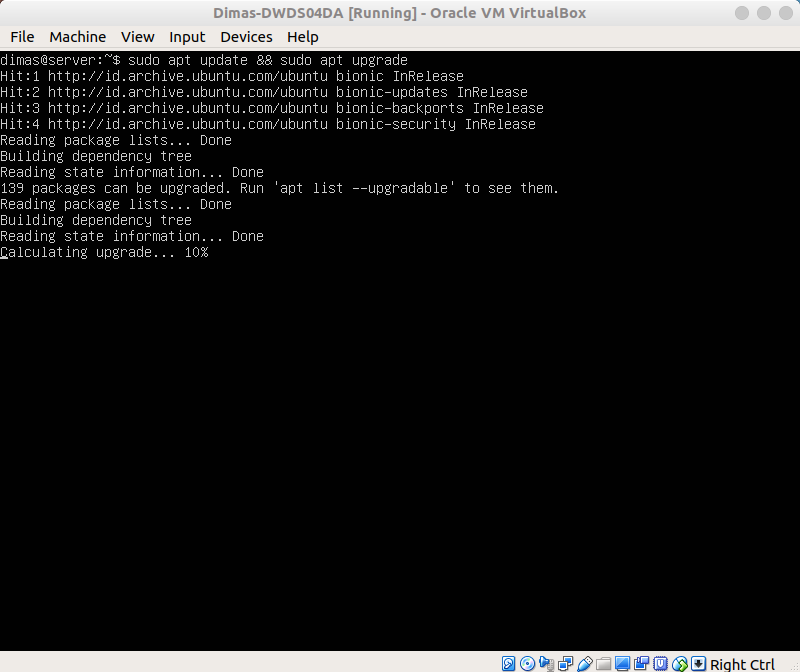 Dimas-DWDS04DA [Running] - Oracle VM VirtualBox
File Machine View Input Devices Help
dimas@server:~$ sudo apt update && sudo apt upgrade
Hit:1 http://id.archive.ubuntu.com/ubuntu bionic InRelease
Hit:2 http://id.archive.ubuntu.com/ubuntu bionic-updates InRelease
Hit:3 http://id.archive.ubuntu.com/ubuntu bionic-backports InRelease
Hit:4 http://id.archive.ubuntu.com/ubuntu bionic-security InRelease
Reading package lists... Done
Building dependency tree
Reading state information... Done
139 packages can be upgraded. Run 'apt list --upgradable' to see them.
Reading package lists... Done
Building dependency tree
Reading state information... Done
Calculating upgrade... 10%
Right Ctrl